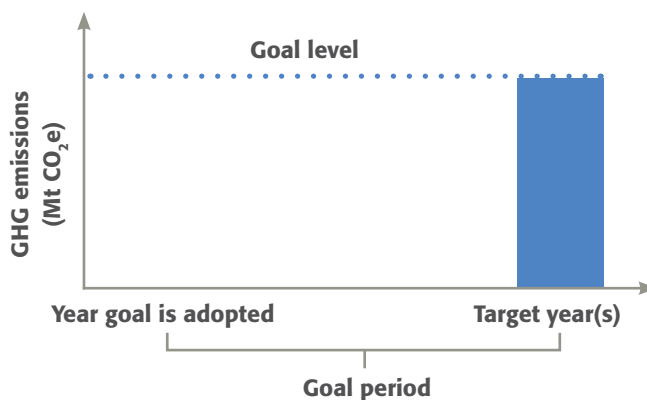 Goal level
GHG emissions
(Mt CO₂e)
Year goal is adopted
Target year(s)
Goal period